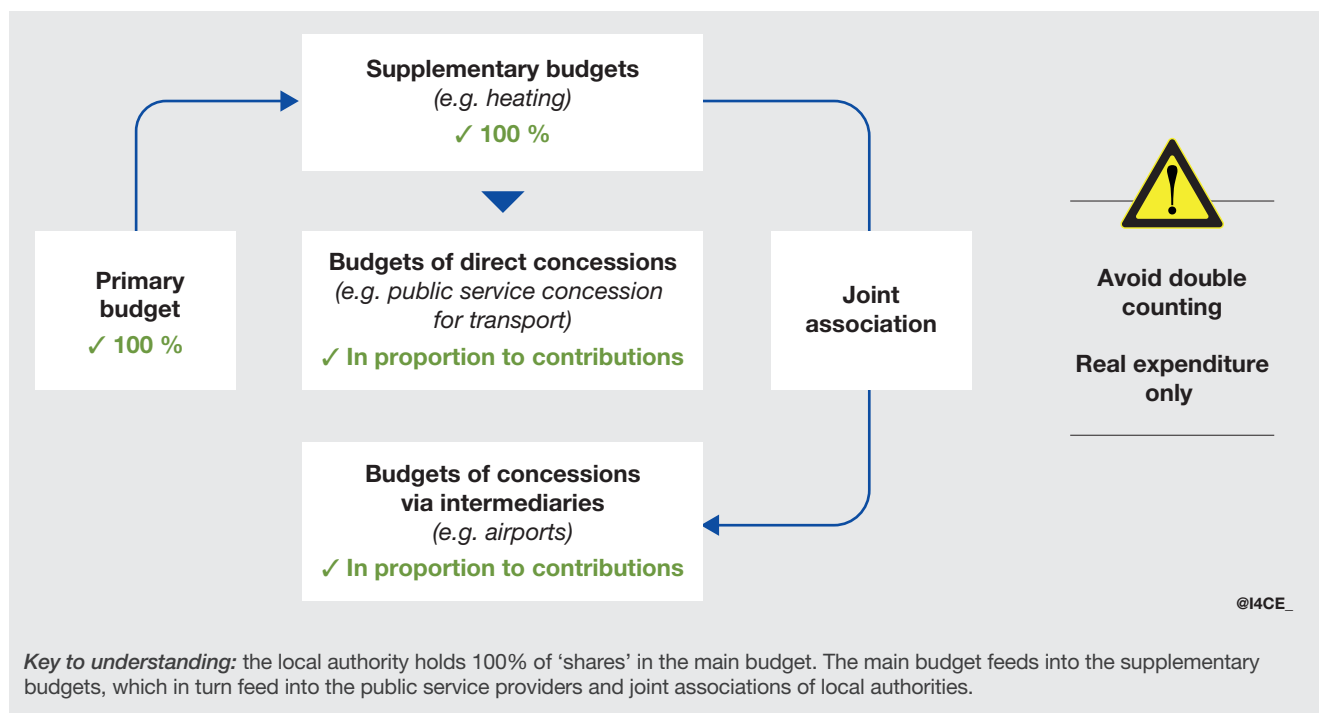 Supplementary budgets
(e.g. heating)
✓ 100 %
Primary
budget
✓ 100 %
Budgets of direct concessions
(e.g. public service concession
for transport)
✓ In proportion to contributions
Joint
association
Budgets of concessions
via intermediaries
(e.g. airports)
✓ In proportion to contributions
!
Avoid double
counting
Real expenditure
only
@I4CE_
Key to understanding: the local authority holds 100% of ‘shares’ in the main budget. The main budget feeds into the supplementary
budgets, which in turn feed into the public service providers and joint associations of local authorities.